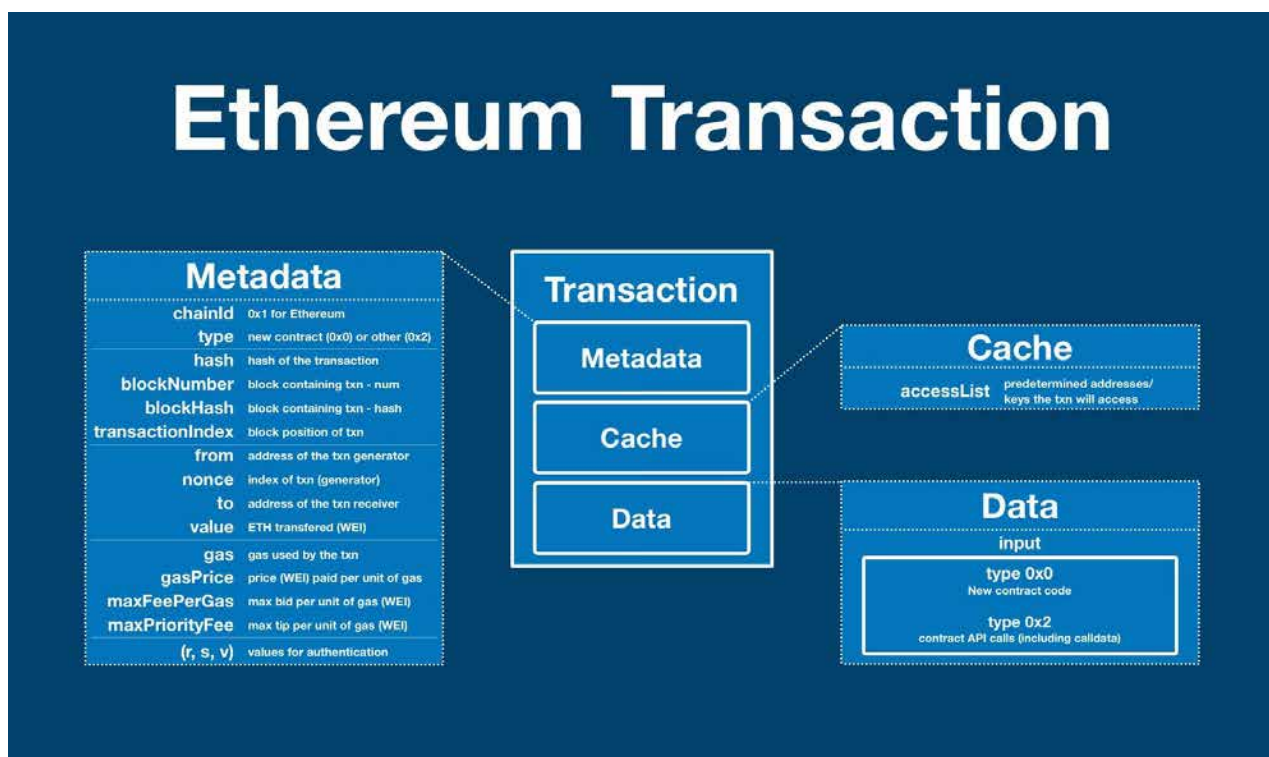 Ethereum Transaction
Metadata
chainId 0x1 for Ethereum
type new contract (0x0) or other (0x2)
hash hash of the transaction
blockNumber block containing txn - num
blockHash block containing txn - hash
transactionIndex block position of txn
from address of the txn generator
nonce index of txn (generator)
to address of the txn receiver
value ETH transfered (WEI)
gas gas used by the txn
gasPrice price (WEI) paid per unit of gas
maxFeePerGas max bid per unit of gas (WEI)
maxPriorityFee max tip per unit of gas (WEI)
(r, s, v) values for authentication
Transaction
Metadata
Cache
Data
Cache
accessList predetermined addresses/
keys the txn will access
Data
input
type 0x0
New contract code
type 0x2
contract API calls (including calldata)